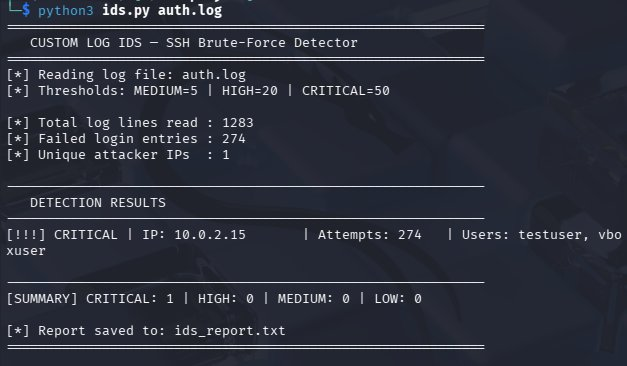 └─$ python3 ids.py auth.log
CUSTOM LOG IDS — SSH Brute-Force Detector
[*] Reading log file: auth.log
[*] Thresholds: MEDIUM=5 | HIGH=20 | CRITICAL=50
[*] Total log lines read : 1283
[*] Failed login entries : 274
[*] Unique attacker IPs  : 1
DETECTION RESULTS
[!!!] CRITICAL | IP: 10.0.2.15       | Attempts: 274   | Users: testuser, vbo
xuser
[SUMMARY] CRITICAL: 1 | HIGH: 0 | MEDIUM: 0 | LOW: 0
[*] Report saved to: ids_report.txt